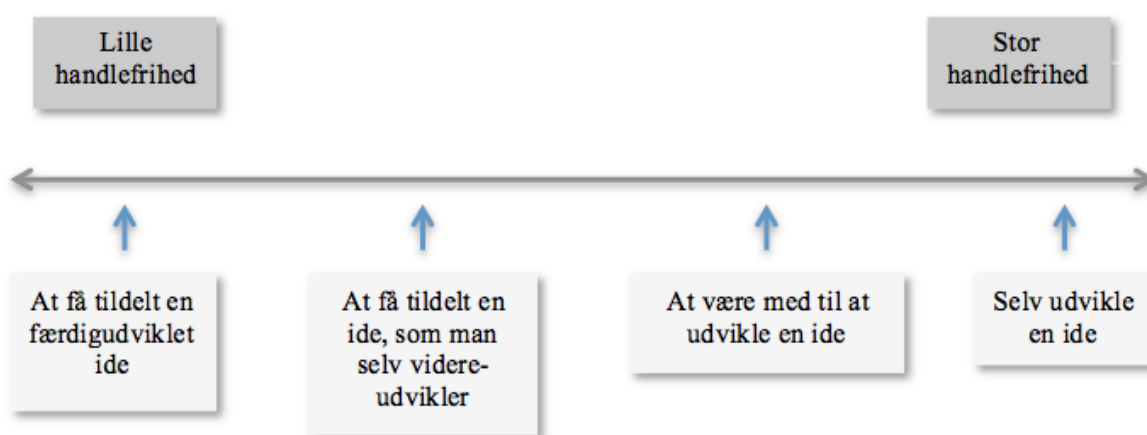 Lille
handlefrihed
Stor
handlefrihed
At få tildelt en
færdigudviklet
ide
At få tildelt en
ide, som man
selv videre-
udvikler
At være med til at
udvikle en ide
Selv udvikle
en ide